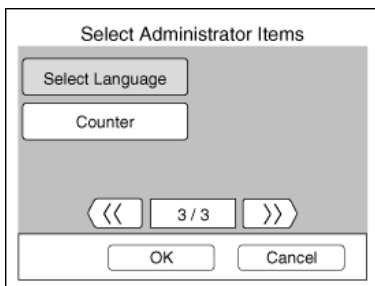 Select Administrator Items
Select Language
Counter
<< 3 / 3 >>
OK Cancel